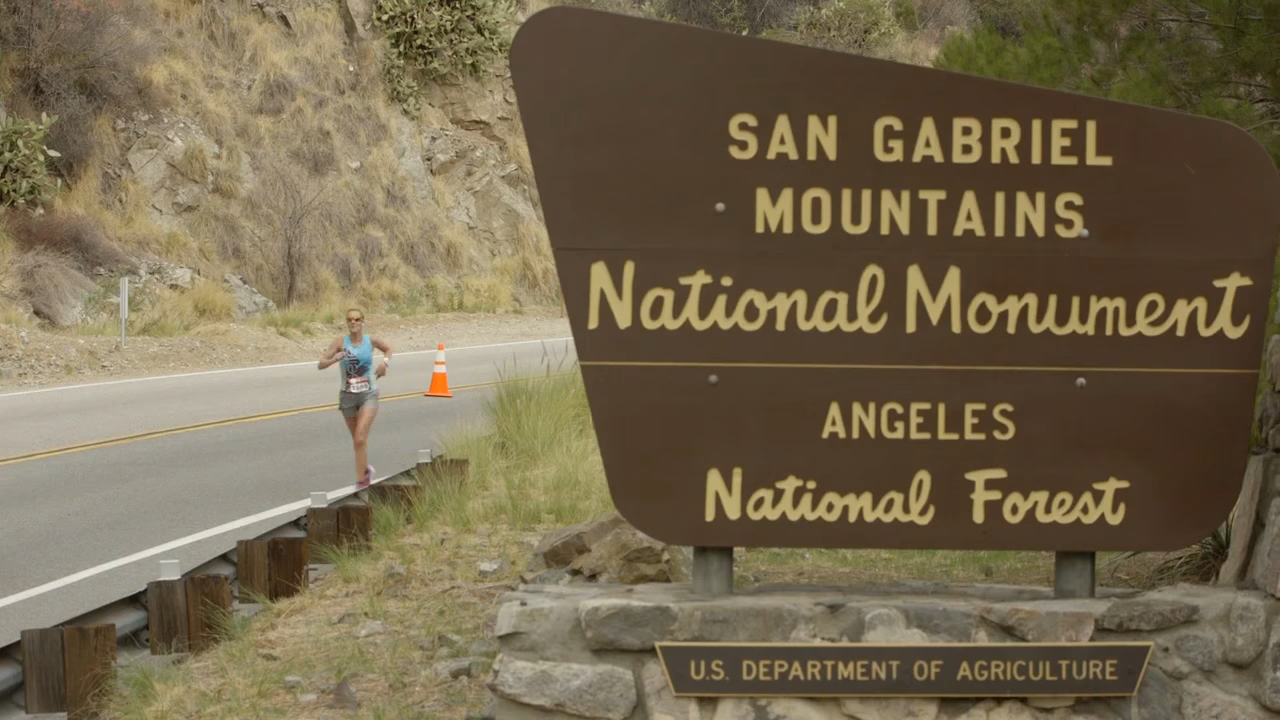 SAN GABRIEL
MOUNTAINS
National Monument
ANGELES
National Forest
U.S. DEPARTMENT OF AGRICULTURE